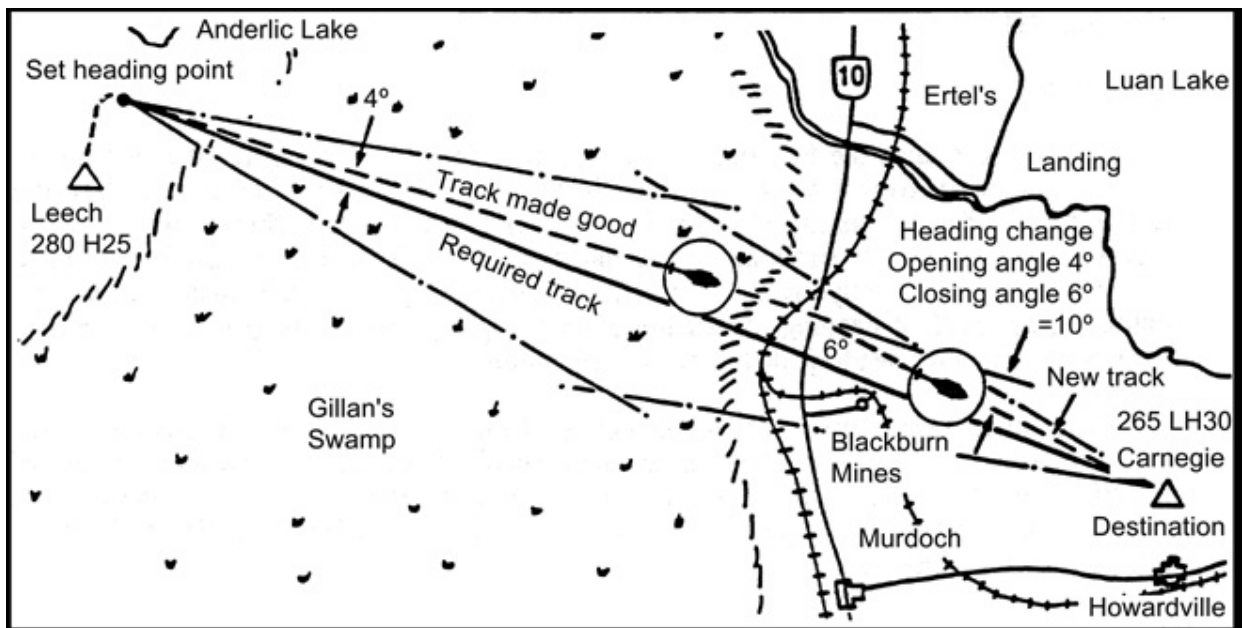 Anderlic Lake
Set heading point
4º
10
Ertel's
Luan Lake
Landing
Leech
280 H25
Track made good
Required track
Heading change
Opening angle 4º
Closing angle 6º
=10º
6º
New track
Gillan's
Swamp
Blackburn
Mines
265 LH30
Carnegie
Murdoch
Destination
Howardville